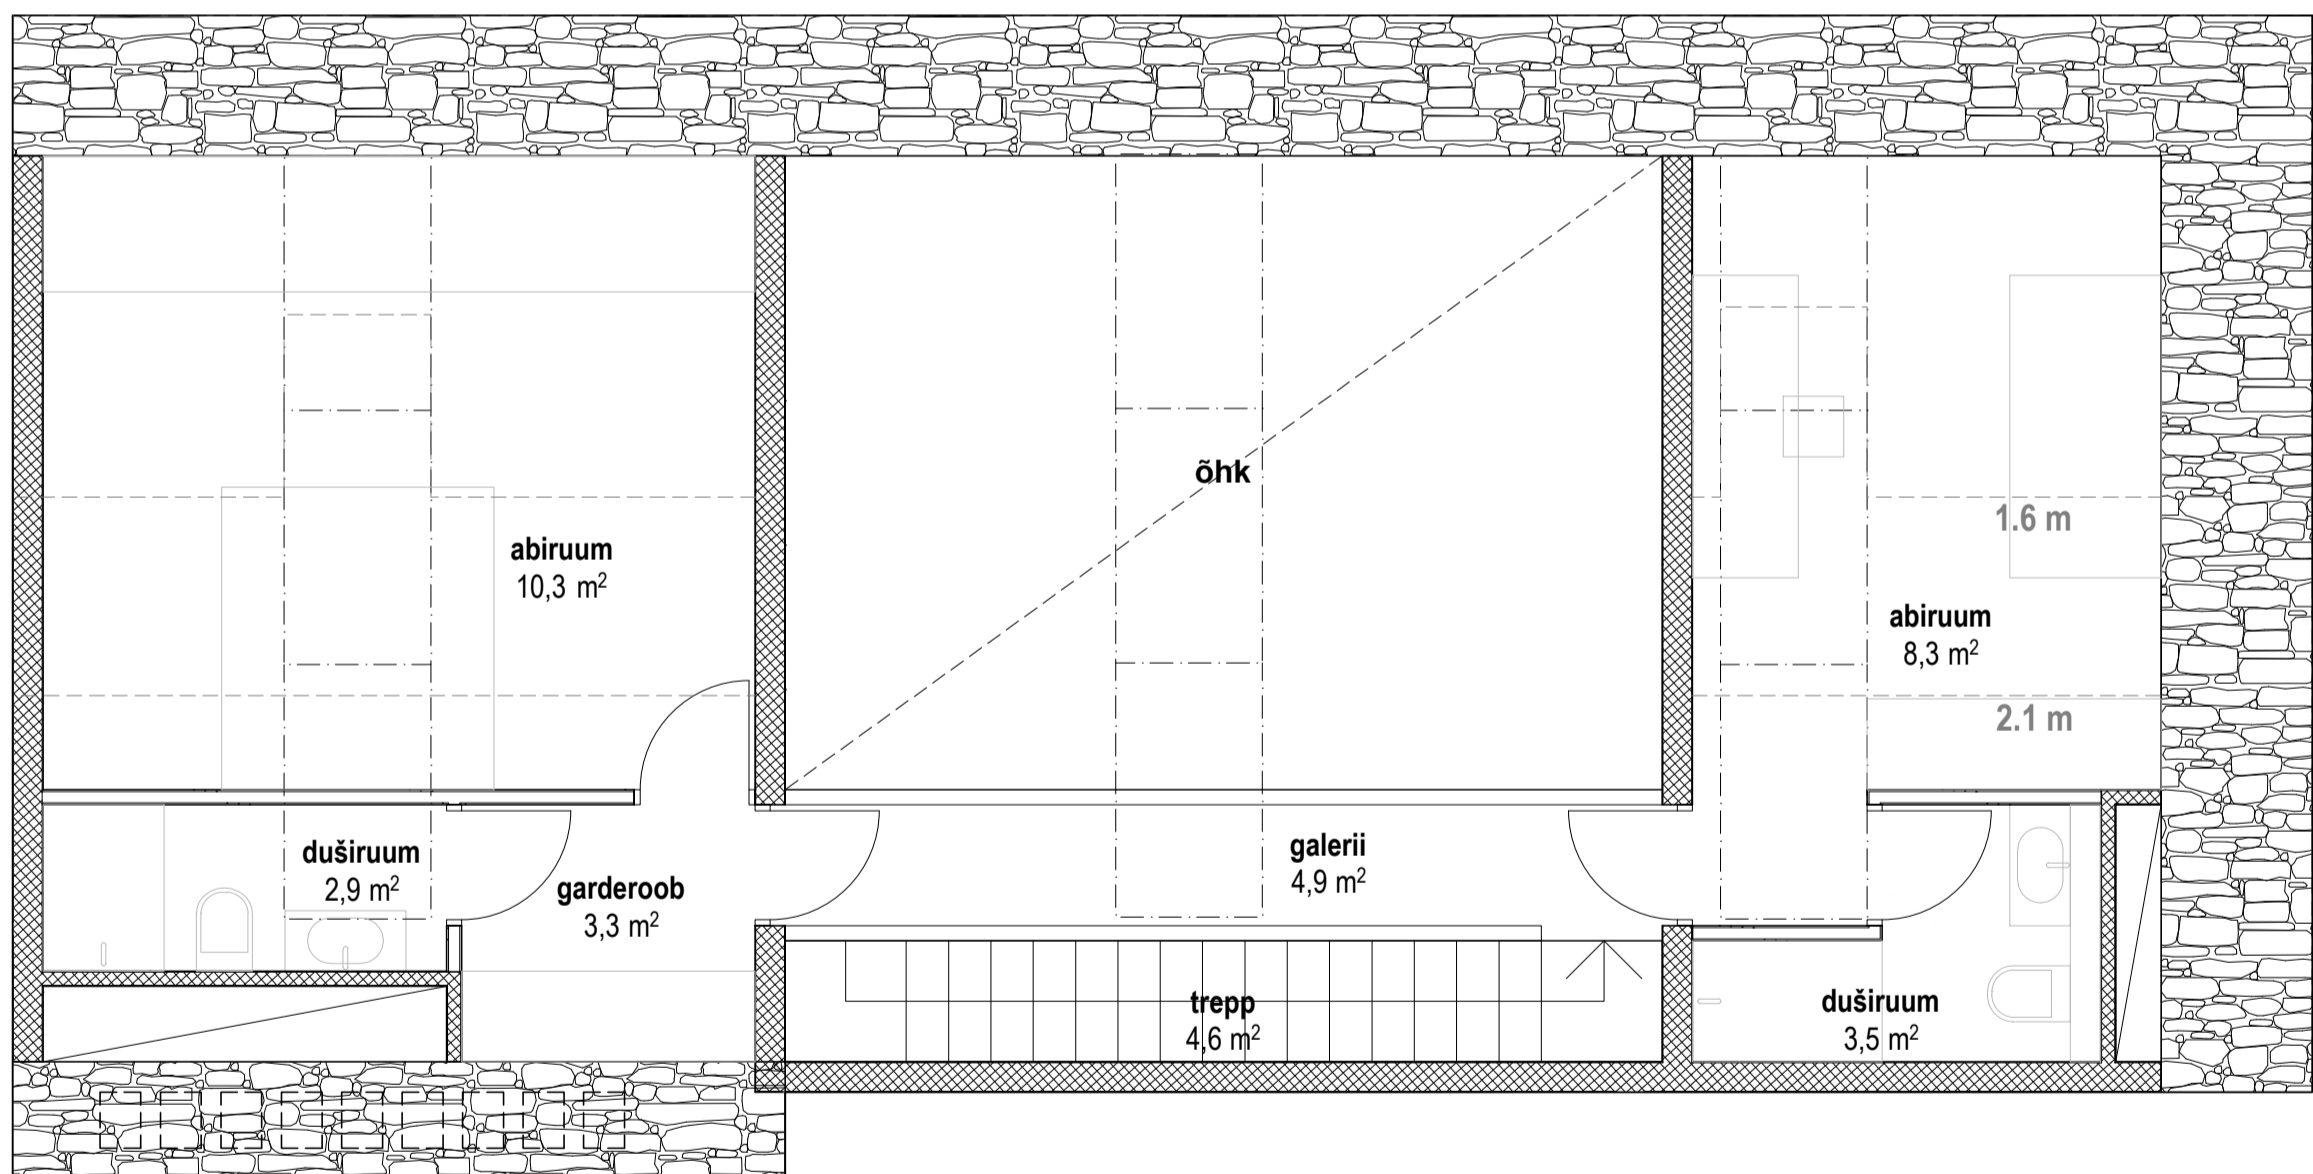 õhk
abiruum
10,3 m²
1.6 m
abiruum
8,3 m²
2.1 m
duširuum
2,9 m²
garderoob
3,3 m²
galerii
4,9 m²
trepp
4,6 m²
duširuum
3,5 m²